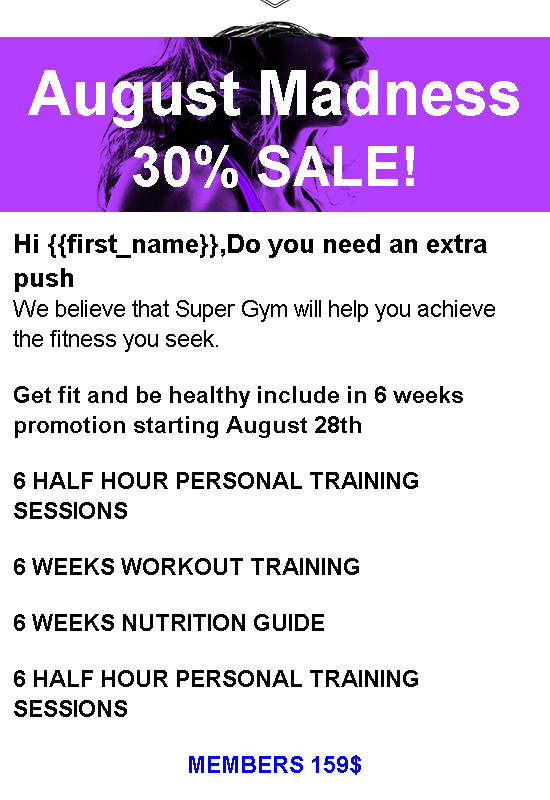 August Madness
30% SALE!
Hi {{first_name}},Do you need an extra
push
We believe that Super Gym will help you achieve
the fitness you seek.
Get fit and be healthy include in 6 weeks
promotion starting August 28th
6 HALF HOUR PERSONAL TRAINING
SESSIONS
6 WEEKS WORKOUT TRAINING
6 WEEKS NUTRITION GUIDE
6 HALF HOUR PERSONAL TRAINING
SESSIONS
MEMBERS 159$